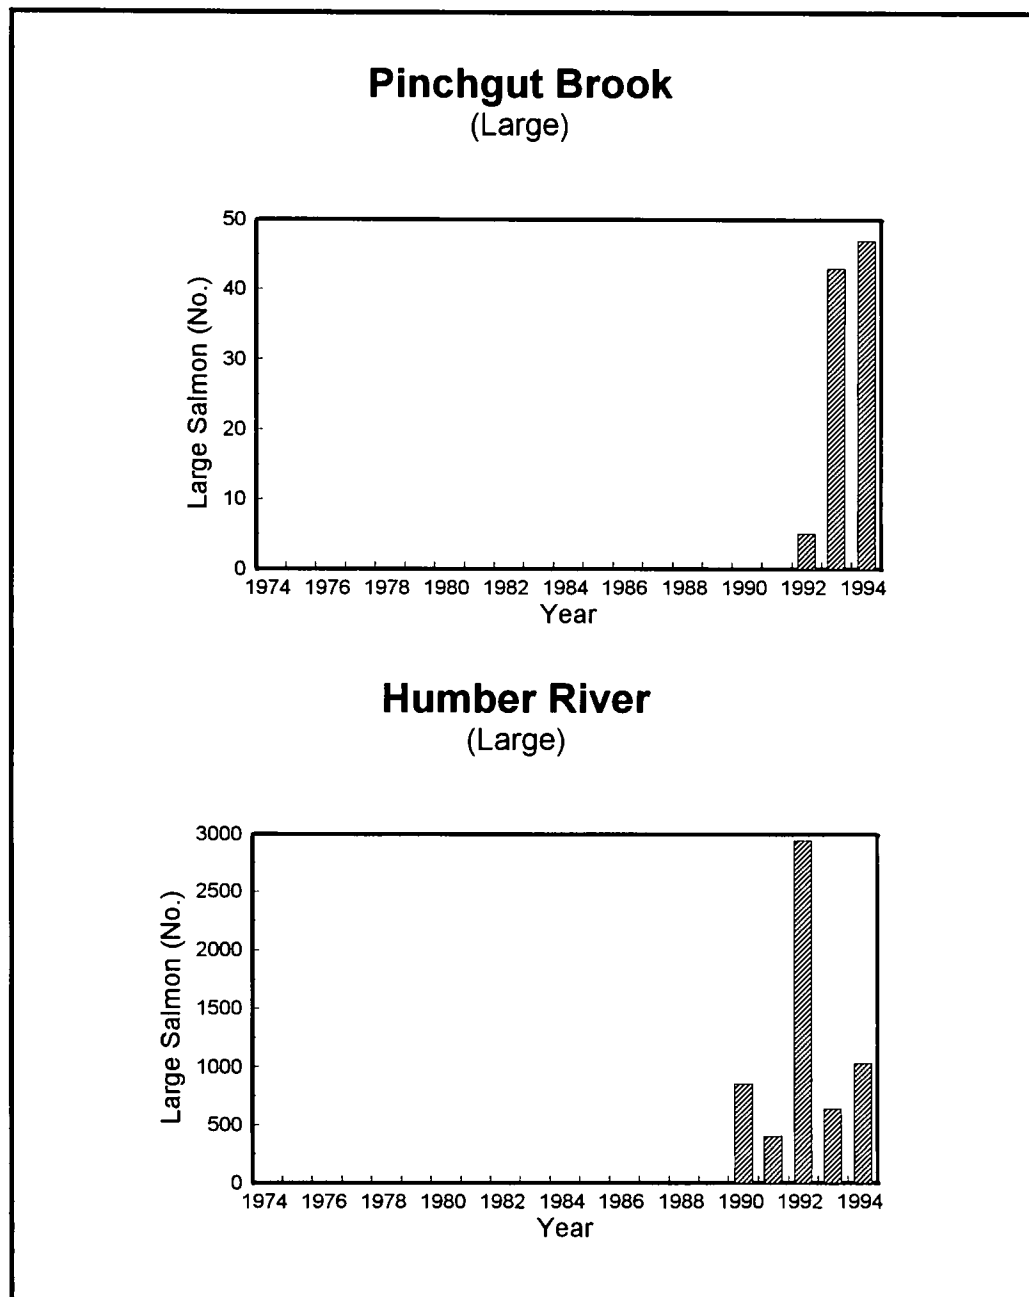 Pinchgut Brook
(Large)
Large Salmon (No.)
50
40
30
20
10
0
1974 1976 1978 1980 1982 1984 1986 1988 1990 1992 1994
Year
Humber River
(Large)
Large Salmon (No.)
3000
2500
2000
1500
1000
500
0
1974 1976 1978 1980 1982 1984 1986 1988 1990 1992 1994
Year